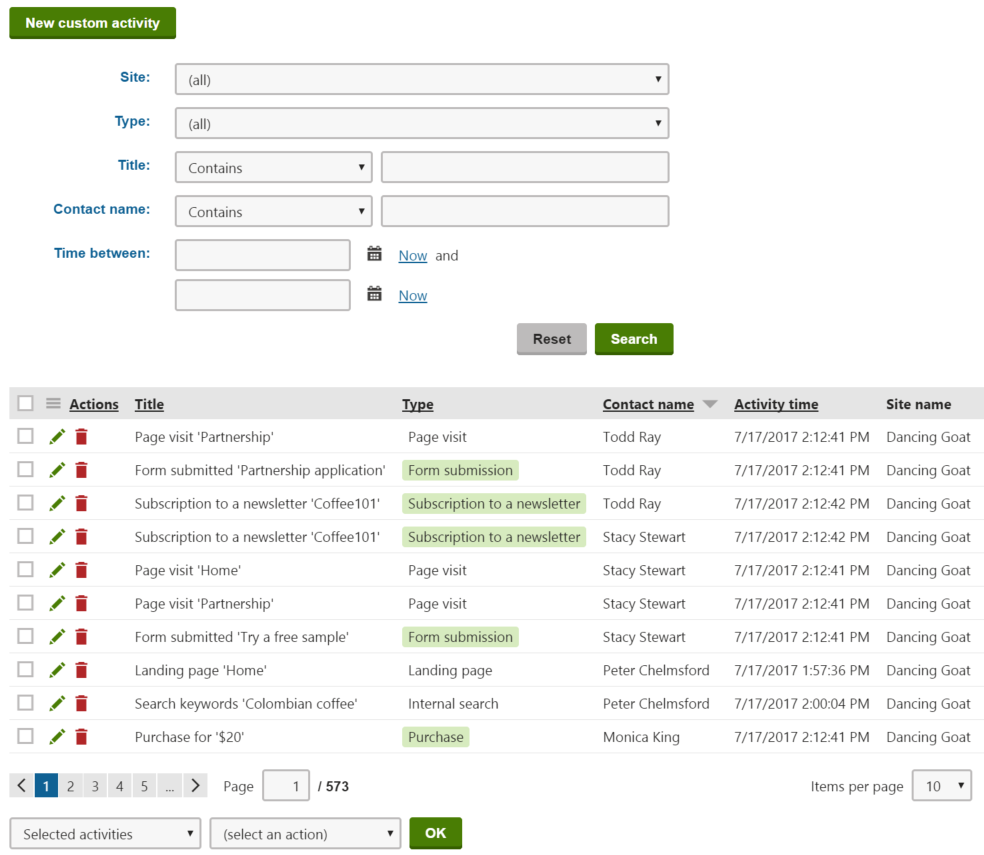 New custom activity
Site: (all)
Type: (all)
Title: Contains
Contact name: Contains
Time between: Now and
Now
Reset Search
Actions Title Type Contact name Activity time Site name
Page visit 'Partnership' Page visit Todd Ray 7/17/2017 2:12:41 PM Dancing Goat
Form submitted 'Partnership application' Form submission Todd Ray 7/17/2017 2:12:41 PM Dancing Goat
Subscription to a newsletter 'Coffee101' Subscription to a newsletter Todd Ray 7/17/2017 2:12:42 PM Dancing Goat
Subscription to a newsletter 'Coffee101' Subscription to a newsletter Stacy Stewart 7/17/2017 2:12:42 PM Dancing Goat
Page visit 'Home' Page visit Stacy Stewart 7/17/2017 2:12:41 PM Dancing Goat
Page visit 'Partnership' Page visit Stacy Stewart 7/17/2017 2:12:41 PM Dancing Goat
Form submitted 'Try a free sample' Form submission Stacy Stewart 7/17/2017 2:12:41 PM Dancing Goat
Landing page 'Home' Landing page Peter Chelmsford 7/17/2017 1:57:36 PM Dancing Goat
Search keywords 'Colombian coffee' Internal search Peter Chelmsford 7/17/2017 2:00:04 PM Dancing Goat
Purchase for '$20' Purchase Monica King 7/17/2017 2:12:41 PM Dancing Goat
1 2 3 4 5 ... Page 1 / 573 Items per page 10
Selected activities (select an action) OK